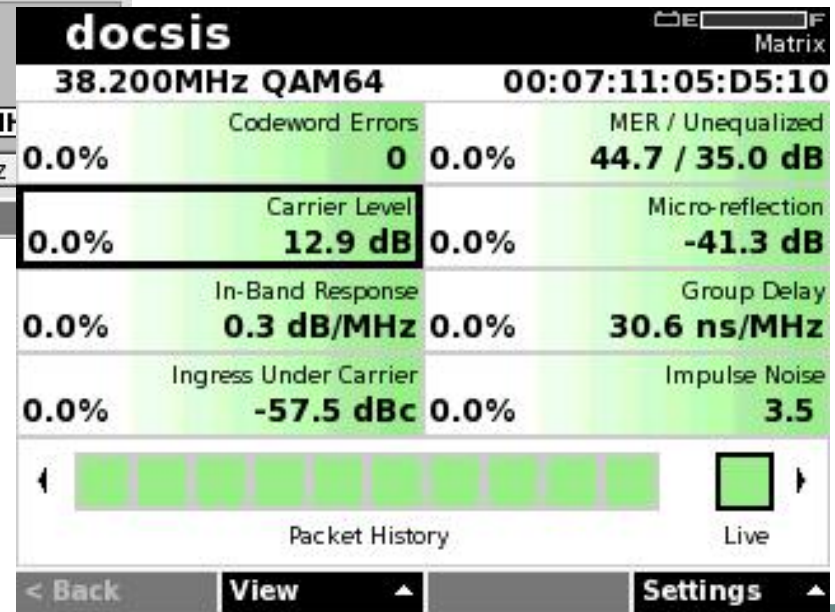 docsis
E F
Matrix
38.200MHz QAM64 00:07:11:05:D5:10
Codeword Errors MER / Unequalized
0.0% 0 0.0% 44.7 / 35.0 dB
Carrier Level Micro-reflection
0.0% 12.9 dB 0.0% -41.3 dB
In-Band Response Group Delay
0.0% 0.3 dB/MHz 0.0% 30.6 ns/MHz
Ingress Under Carrier Impulse Noise
0.0% -57.5 dBc 0.0% 3.5
Packet History Live
< Back View Settings